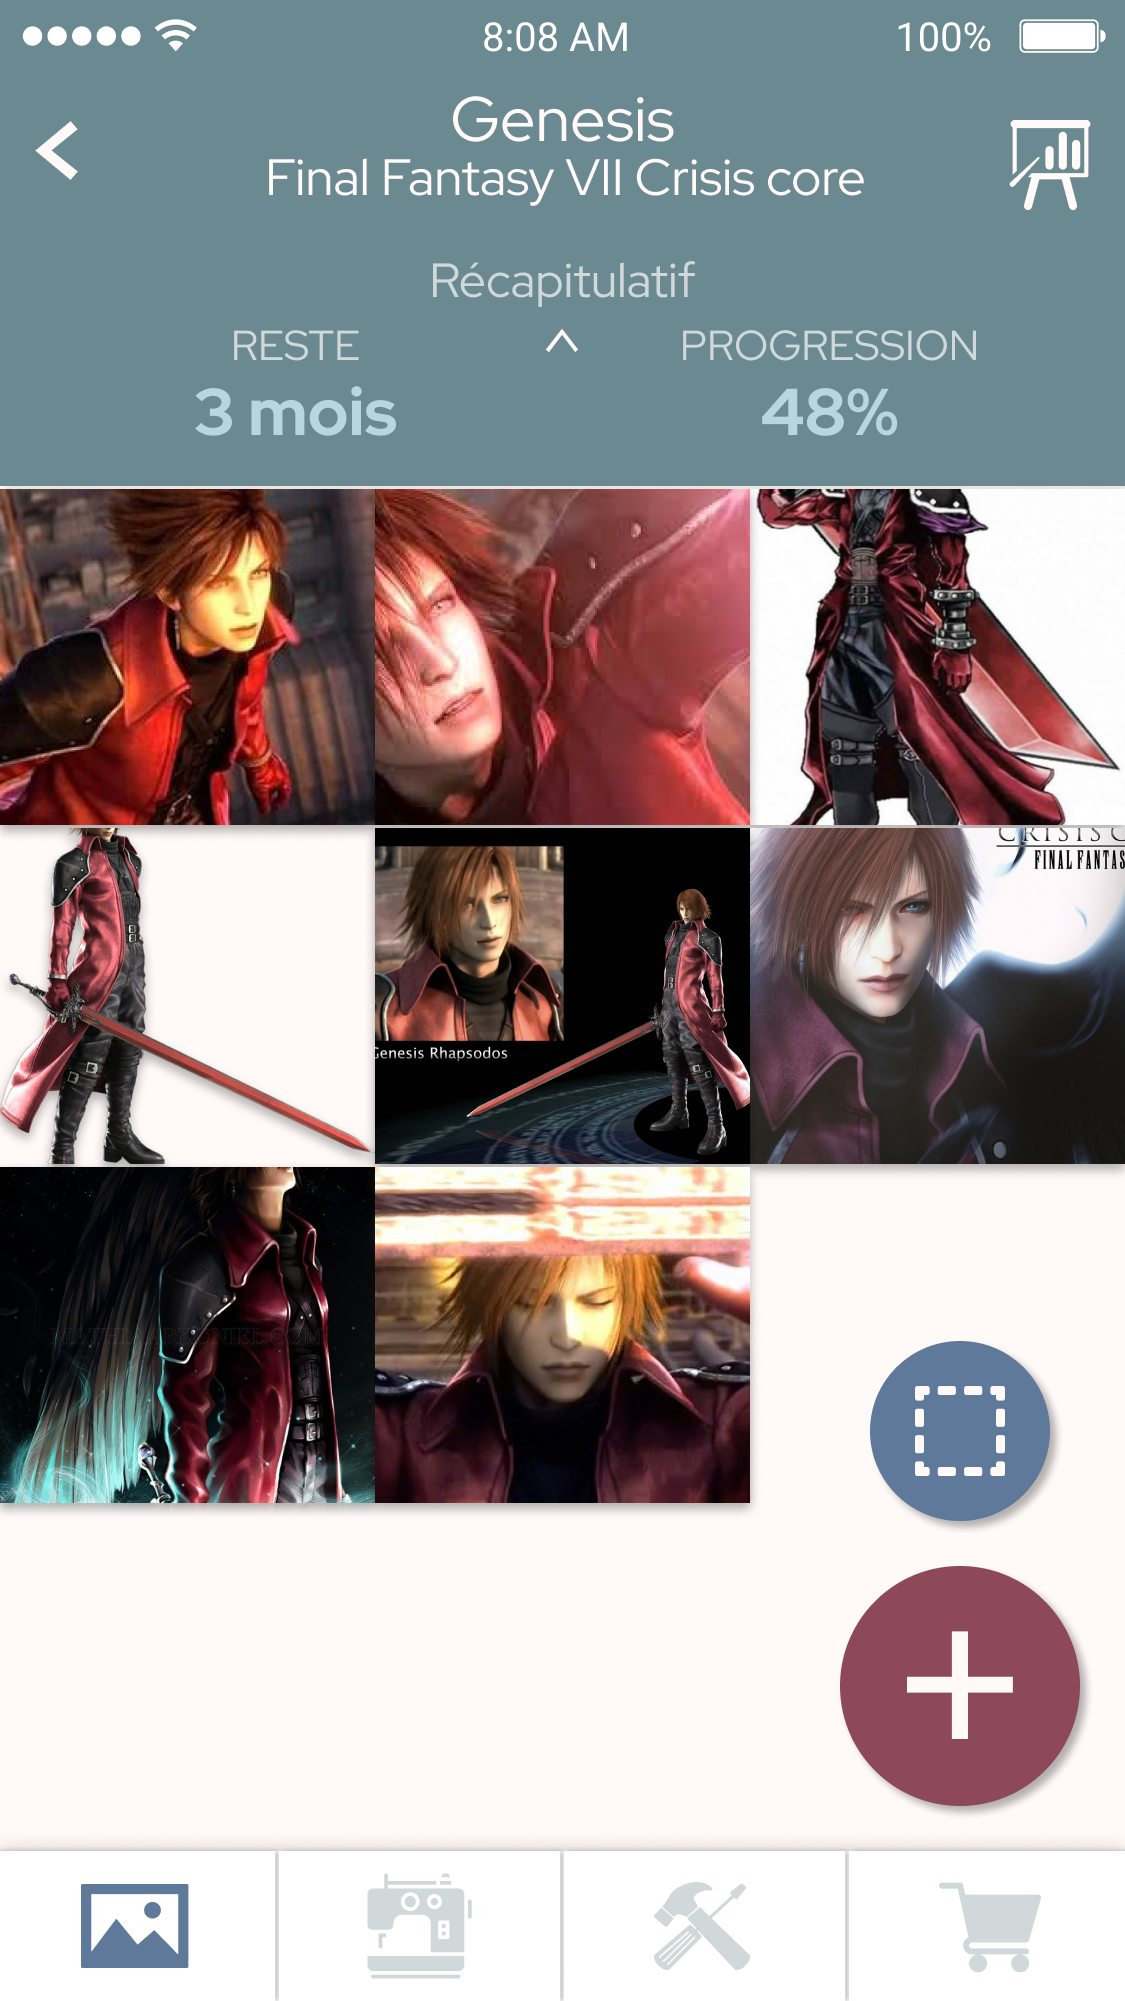 8:08 AM
100%
Genesis
Final Fantasy VII Crisis core
Récapitulatif
RESTE
PROGRESSION
3 mois
48%
CRISIS C
FINAL FANTAS
Genesis Rhapsodos